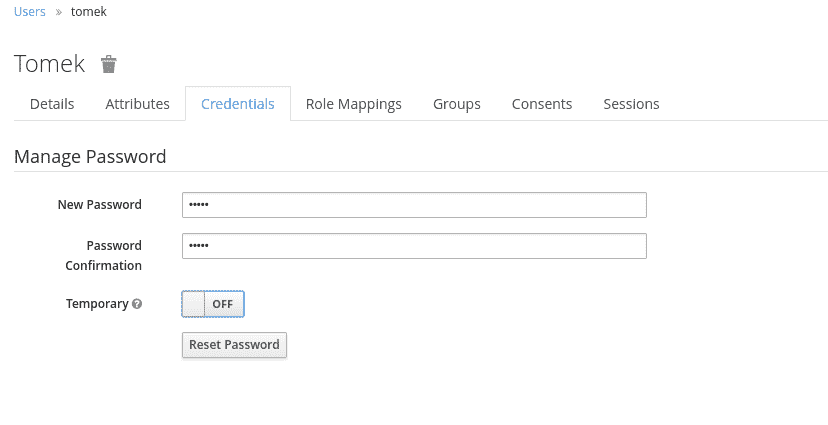 Users » tomek
Tomek
Details Attributes Credentials Role Mappings Groups Consents Sessions
Manage Password
New Password •••••
Password •••••
Confirmation
Temporary ? OFF
Reset Password